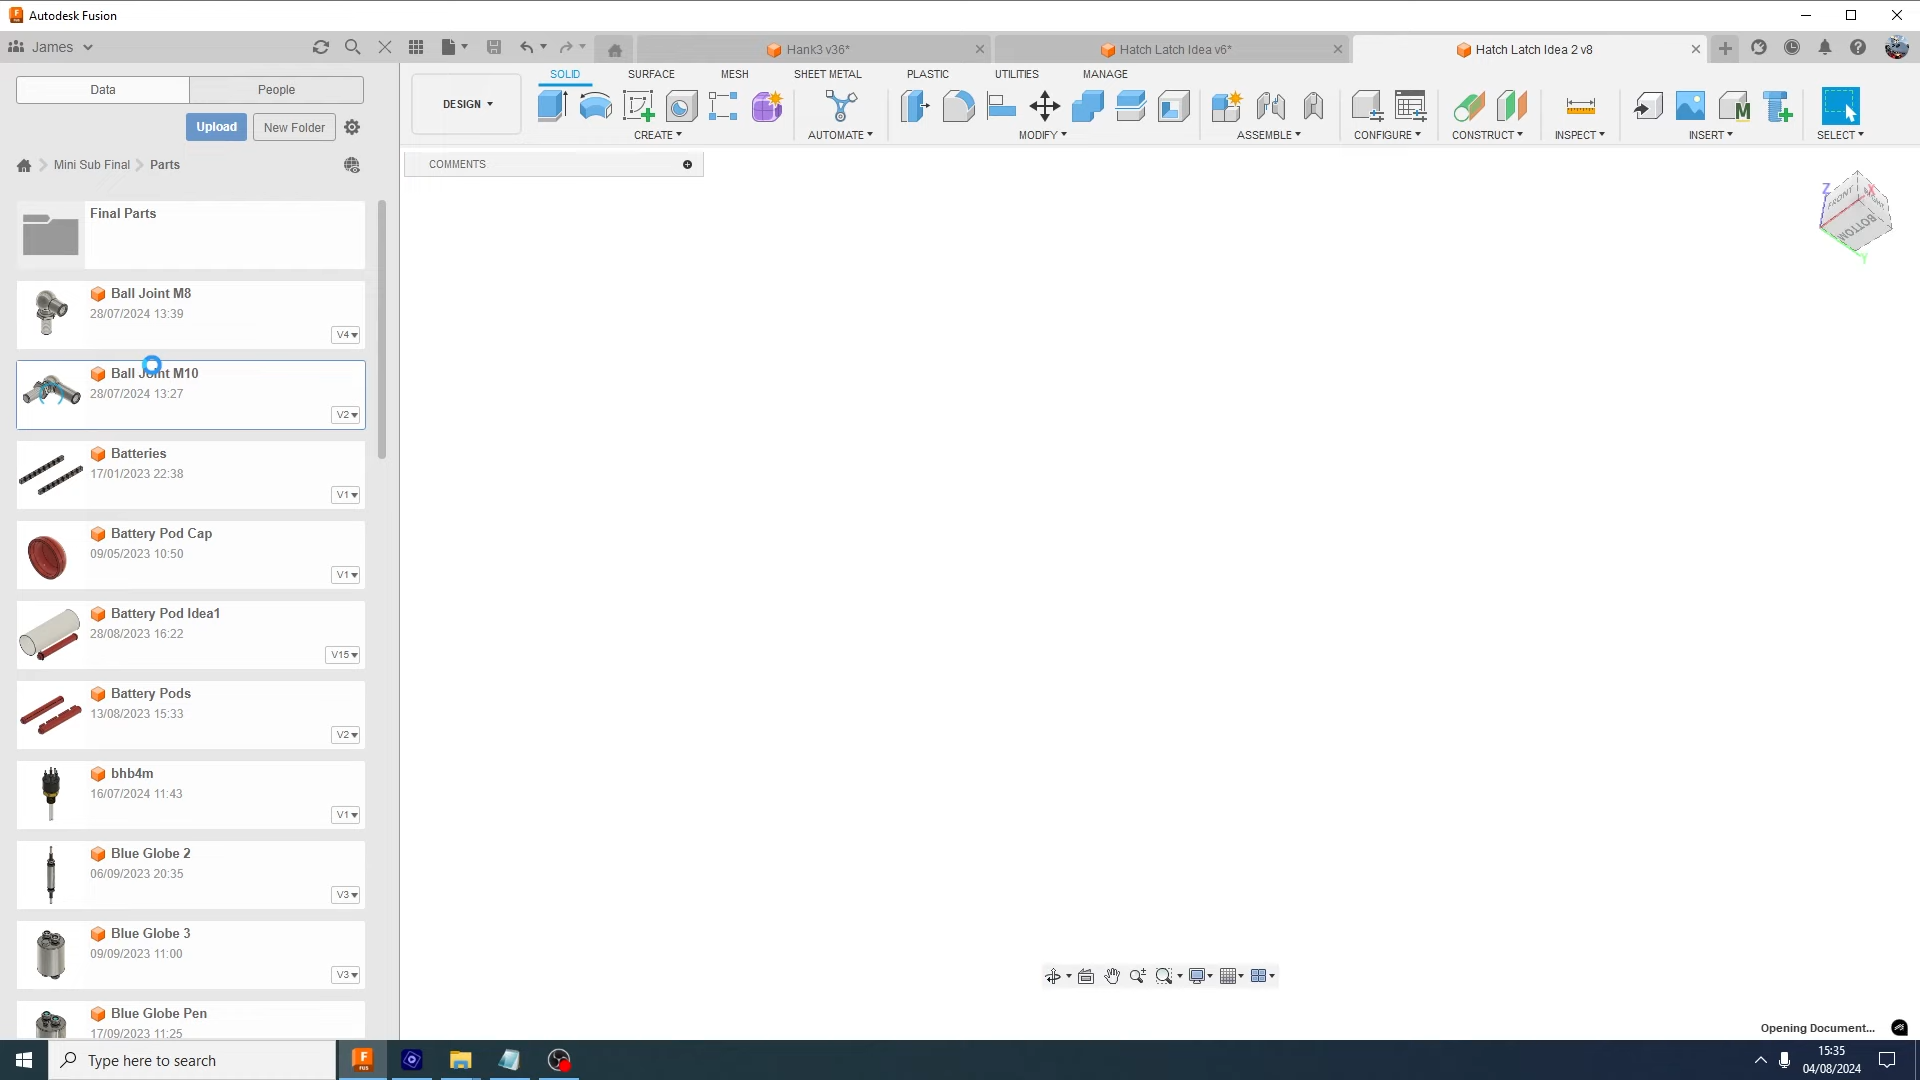 Autodesk Fusion
James
Hank3 v36*
Hatch Latch Idea v6*
Hatch Latch Idea 2 v8
Data
People
Upload
New Folder
Mini Sub Final
Parts
DESIGN
SOLID
SURFACE
MESH
SHEET METAL
PLASTIC
UTILITIES
MANAGE
CREATE
AUTOMATE
MODIFY
ASSEMBLE
CONFIGURE
CONSTRUCT
INSPECT
INSERT
SELECT
COMMENTS
Z
X
Y
FRONT
BOTTOM
Final Parts
Ball Joint M8
28/07/2024 13:39
V4
Ball Joint M10
28/07/2024 13:27
V2
Batteries
17/01/2023 22:38
V1
Battery Pod Cap
09/05/2023 10:50
V1
Battery Pod Idea1
28/08/2023 16:22
V15
Battery Pods
13/08/2023 15:33
V2
bhb4m
16/07/2024 11:43
V1
Blue Globe 2
06/09/2023 20:35
V3
Blue Globe 3
09/09/2023 11:00
V3
Blue Globe Pen
17/09/2023 11:25
Opening Document...
Type here to search
FUS
15:35
04/08/2024